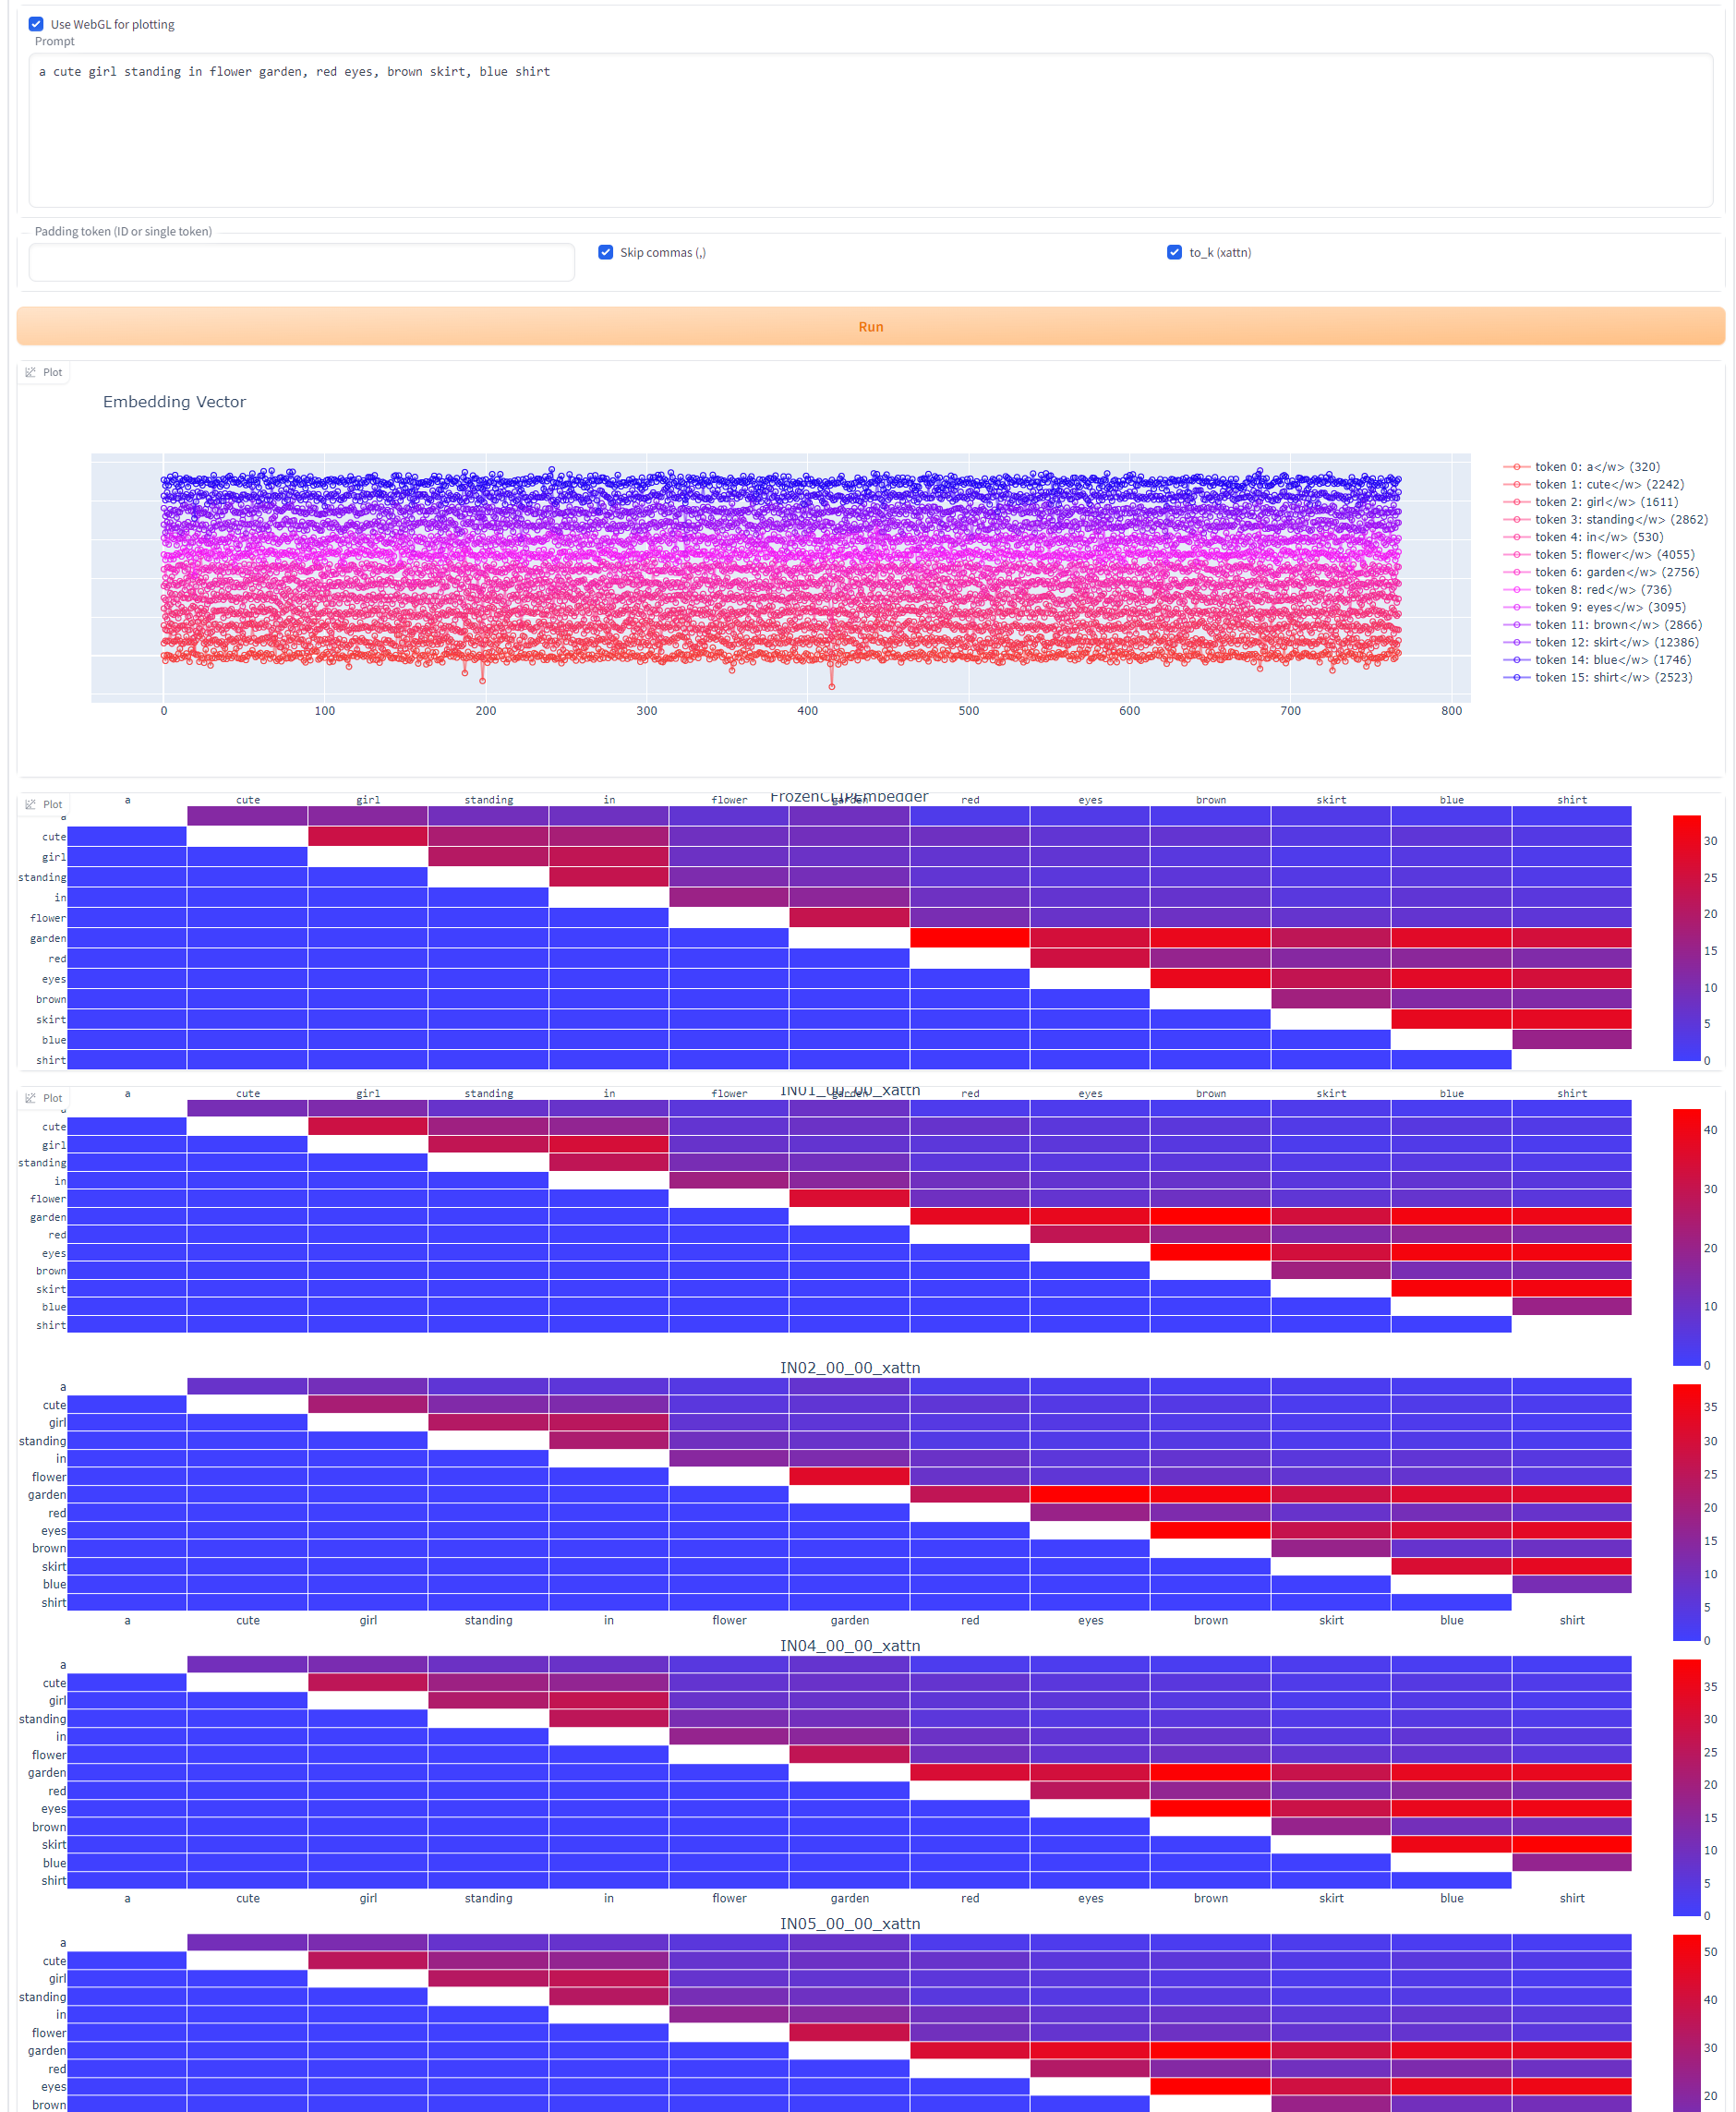 Use WebGL for plotting
Prompt
a cute girl standing in flower garden, red eyes, brown skirt, blue shirt
Padding token (ID or single token)
Skip commas (,)
to_k (xattn)
Run
Plot
Embedding Vector
token 0: a</w> (320)
token 1: cute</w> (2242)
token 2: girl</w> (1611)
token 3: standing</w> (2862)
token 4: in</w> (530)
token 5: flower</w> (4055)
token 6: garden</w> (2756)
token 8: red</w> (736)
token 9: eyes</w> (3095)
token 11: brown</w> (2866)
token 12: skirt</w> (12386)
token 14: blue</w> (1746)
token 15: shirt</w> (2523)
0 100 200 300 400 500 600 700 800
Plot
FrozenCLIPEmbedder
a cute girl standing in flower garden red eyes brown skirt blue shirt
a
cute
girl
standing
in
flower
garden
red
eyes
brown
skirt
blue
shirt
30
25
20
15
10
5
0
Plot
IN01_00_00_xattn
a cute girl standing in flower garden red eyes brown skirt blue shirt
a
cute
girl
standing
in
flower
garden
red
eyes
brown
skirt
blue
shirt
40
30
20
10
0
IN02_00_00_xattn
a
cute
girl
standing
in
flower
garden
red
eyes
brown
skirt
blue
shirt
a cute girl standing in flower garden red eyes brown skirt blue shirt
35
30
25
20
15
10
5
0
IN04_00_00_xattn
a
cute
girl
standing
in
flower
garden
red
eyes
brown
skirt
blue
shirt
a cute girl standing in flower garden red eyes brown skirt blue shirt
35
30
25
20
15
10
5
0
IN05_00_00_xattn
a
cute
girl
standing
in
flower
garden
red
eyes
brown
50
40
30
20